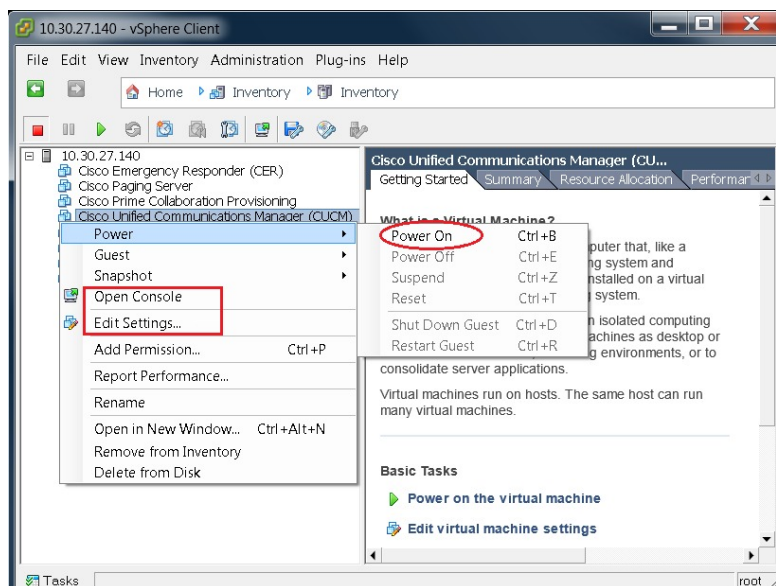 10.30.27.140 - vSphere Client
File Edit View Inventory Administration Plug-ins Help
Home Inventory Inventory
10.30.27.140
Cisco Emergency Responder (CER)
Cisco Paging Server
Cisco Prime Collaboration Provisioning
Cisco Unified Communications Manager (CUCM)
Power
Guest
Snapshot
Open Console
Edit Settings...
Add Permission... Ctrl+P
Report Performance...
Rename
Open in New Window... Ctrl+Alt+N
Remove from Inventory
Delete from Disk
Power On Ctrl+B
Power Off Ctrl+E
Suspend Ctrl+Z
Reset Ctrl+T
Shut Down Guest Ctrl+D
Restart Guest Ctrl+R
Cisco Unified Communications Manager (CU...
Getting Started Summary Resource Allocation Performan
What is a Virtual Machine?
puter that, like a
ng system and
nstalled on a virtual
system.
n isolated computing
achines as desktop or
g environments, or to
consolidate server applications.
Virtual machines run on hosts. The same host can run
many virtual machines.
Basic Tasks
Power on the virtual machine
Edit virtual machine settings
Tasks
root